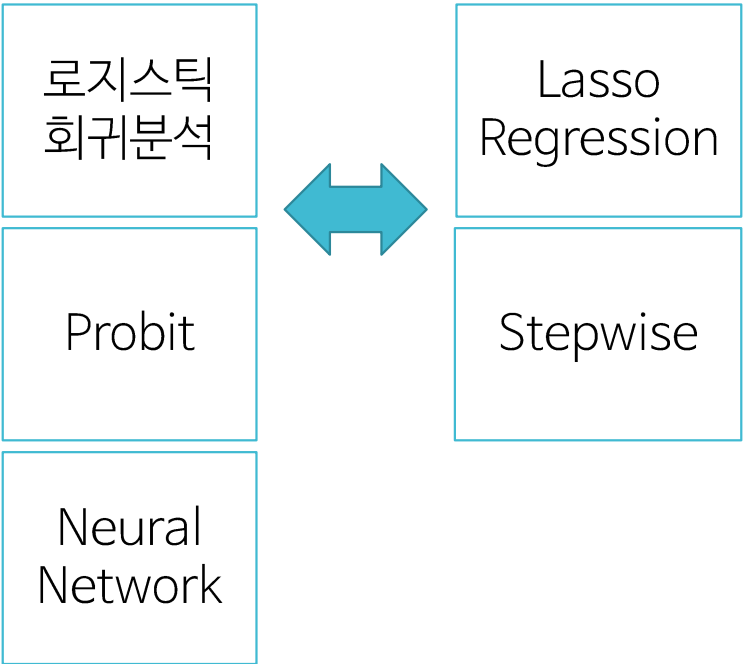 로지스틱
회귀분석
Probit
Neural
Network
Lasso
Regression
Stepwise